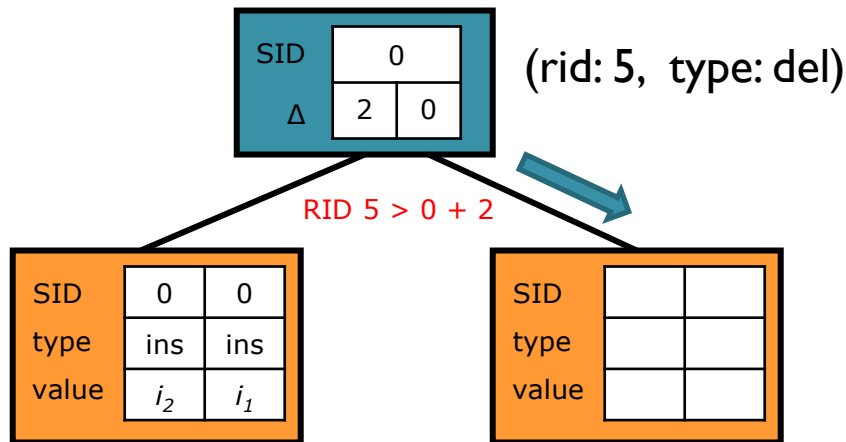 SID 0
(rid: 5, type: del)
Δ 2 0
RID 5 > 0 + 2
SID 0 0
type ins ins
value i₂ i₁
SID
type
value